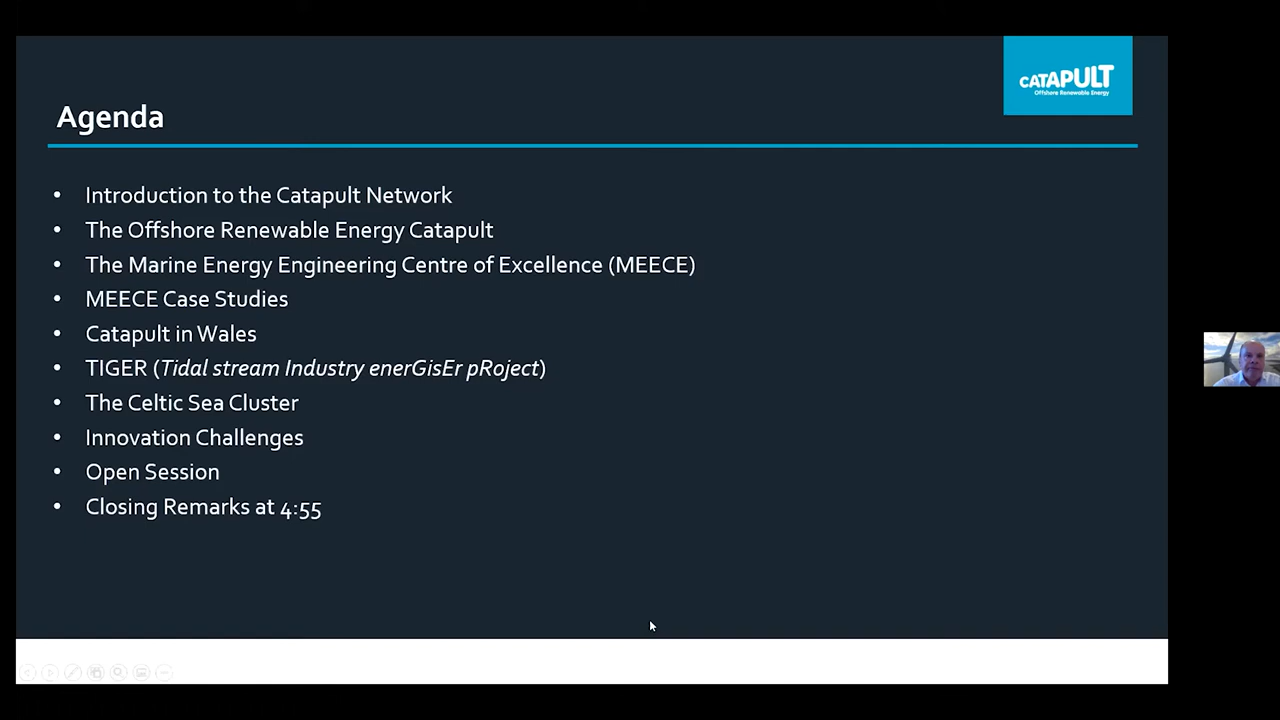 CATAPULT
Offshore Renewable Energy
Agenda
• Introduction to the Catapult Network
• The Offshore Renewable Energy Catapult
• The Marine Energy Engineering Centre of Excellence (MEECE)
• MEECE Case Studies
• Catapult in Wales
• TIGER (Tidal stream Industry enerGisEr pRoject)
• The Celtic Sea Cluster
• Innovation Challenges
• Open Session
• Closing Remarks at 4:55